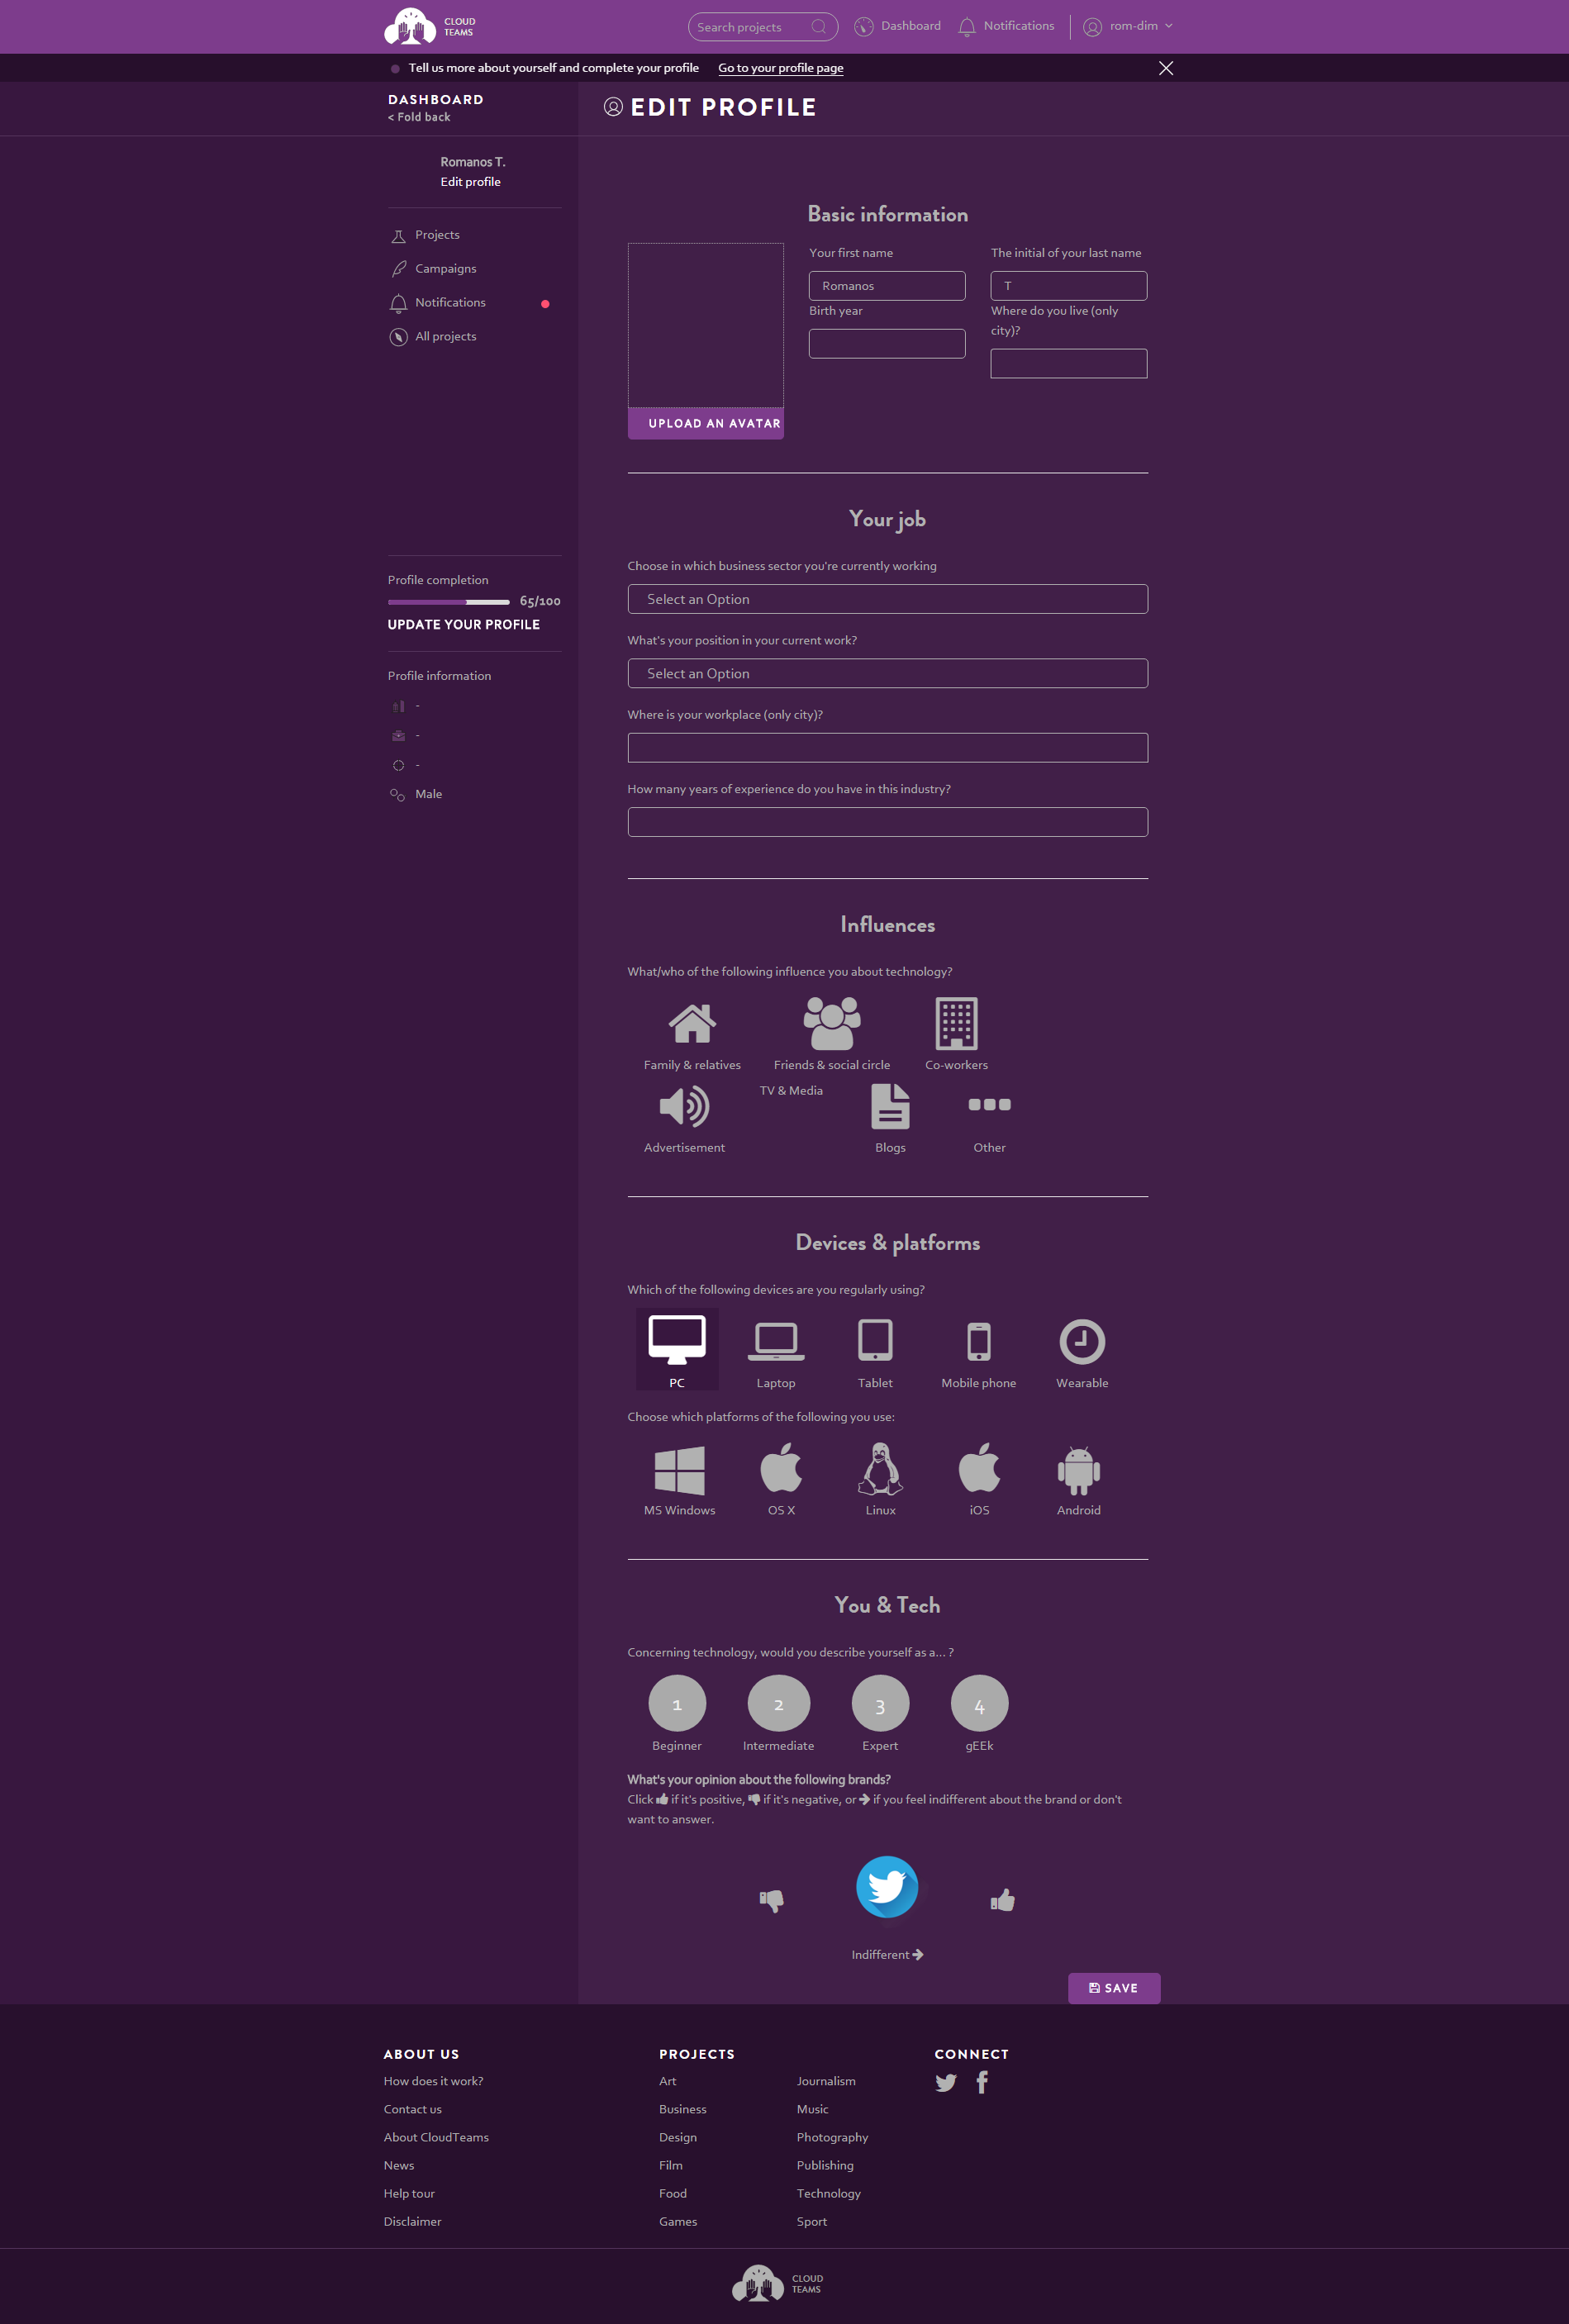 CLOUD
TEAMS
Search projects
Dashboard
Notifications
rom-dim
Tell us more about yourself and complete your profile
Go to your profile page
DASHBOARD
< Fold back
EDIT PROFILE
Romanos T.
Edit profile
Projects
Campaigns
Notifications
All projects
Profile completion
65/100
UPDATE YOUR PROFILE
Profile information
-
-
-
Male
Basic information
UPLOAD AN AVATAR
Your first name
Romanos
The initial of your last name
T
Birth year
Where do you live (only
city)?
Your job
Choose in which business sector you're currently working
Select an Option
What's your position in your current work?
Select an Option
Where is your workplace (only city)?
How many years of experience do you have in this industry?
Influences
What/who of the following influence you about technology?
Family & relatives
Friends & social circle
Co-workers
Advertisement
TV & Media
Blogs
Other
Devices & platforms
Which of the following devices are you regularly using?
PC
Laptop
Tablet
Mobile phone
Wearable
Choose which platforms of the following you use:
MS Windows
OS X
Linux
iOS
Android
You & Tech
Concerning technology, would you describe yourself as a... ?
1
2
3
4
Beginner
Intermediate
Expert
gEEk
What's your opinion about the following brands?
Click if it's positive, if it's negative, or if you feel indifferent about the brand or don't
want to answer.
Indifferent
SAVE
ABOUT US
How does it work?
Contact us
About CloudTeams
News
Help tour
Disclaimer
PROJECTS
Art
Business
Design
Film
Food
Games
Journalism
Music
Photography
Publishing
Technology
Sport
CONNECT
CLOUD
TEAMS